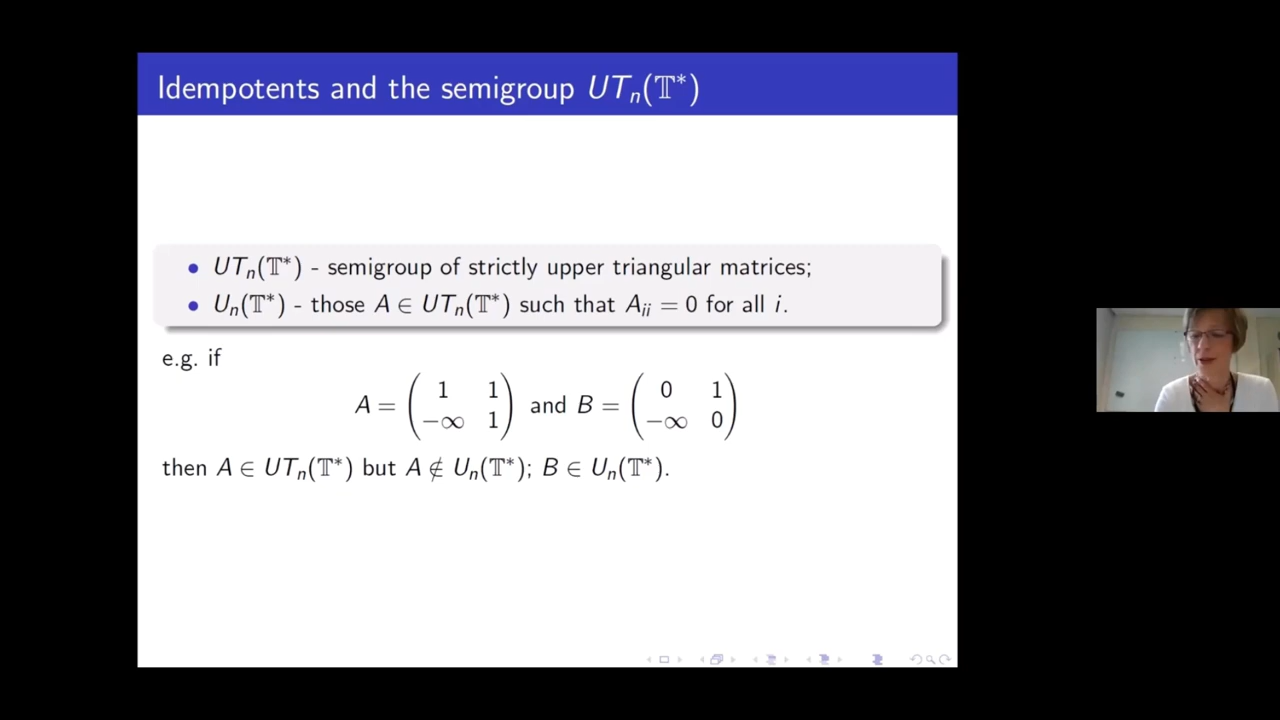 Idempotents and the semigroup UTₙ(𝕋*)
• UTₙ(𝕋*) - semigroup of strictly upper triangular matrices;
• Uₙ(𝕋*) - those A ∈ UTₙ(𝕋*) such that Aᵢᵢ = 0 for all i.
e.g. if
A = ( 1 1 ; −∞ 1 ) and B = ( 0 1 ; −∞ 0 )
then A ∈ UTₙ(𝕋*) but A ∉ Uₙ(𝕋*); B ∈ Uₙ(𝕋*).